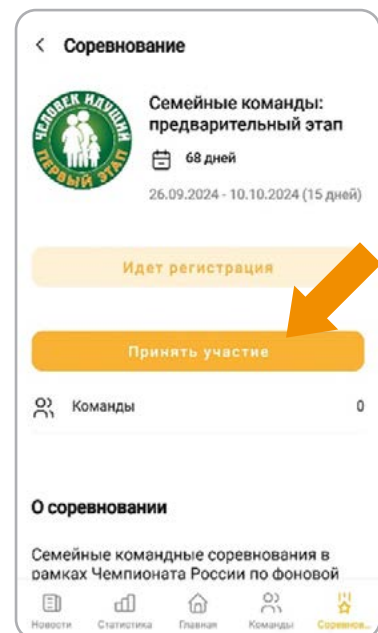 Соревнование
ЧЕЛОВЕК ИДУЩИЙ
ПЕРВЫЙ ЭТАП
Семейные команды:
предварительный этап
68 дней
26.09.2024 - 10.10.2024 (15 дней)
Идет регистрация
Принять участие
Команды 0
О соревновании
Семейные командные соревнования в
рамках Чемпионата России по фоновой
Новости Статистика Главная Команды Соревнов...